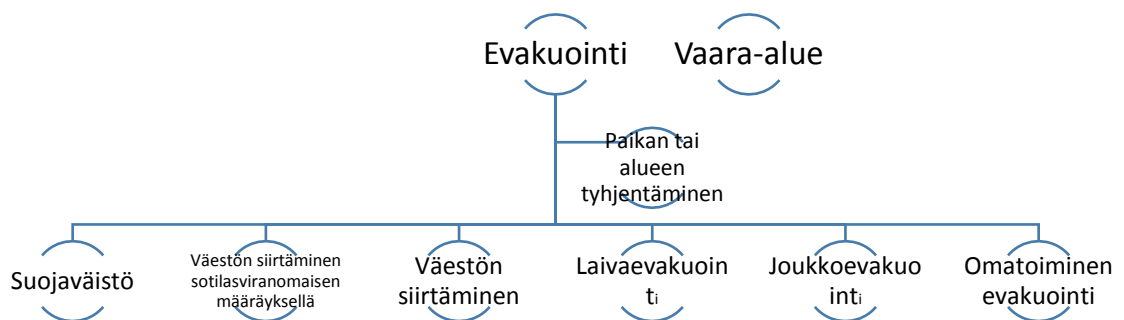 Evakuointi
Vaara-alue
Paikan tai
alueen
tyhjentäminen
Suojaväistö
Väestön siirtäminen
sotilasviranomaisen
määräyksellä
Väestön
siirtäminen
Laivaevakuoin
ti
Joukkoevakuo
inti
Omatoiminen
evakuointi